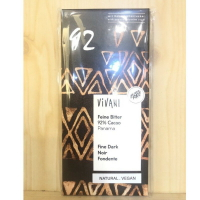 92
ViVANi
Feine Bitter
92% Cacao
Panama
Fine Dark
Noir
Fondente
NATURAL . VEGAN